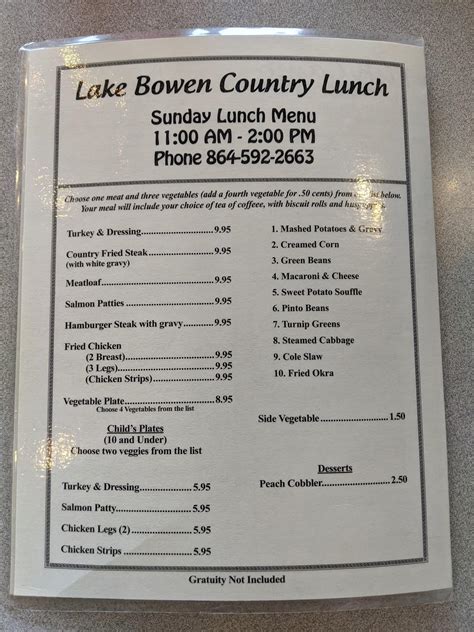 Lake Bowen Country Lunch
Sunday Lunch Menu
11:00 AM - 2:00 PM
Phone 864-592-2663
Choose one meat and three vegetables (add a fourth vegetable for .50 cents) from list below.
Your meal will include your choice of tea of coffeee, with biscuit rolls and
Turkey & Dressing..............................9.95
Country Fried Steak..........................9.95
(with white gravy)
Meatloaf..............................................9.95
Salmon Patties ....................................9.95
Hamburger Steak with gravy...........9.95
Fried Chicken
(2 Breast)......................................9.95
(3 Legs).........................................9.95
(Chicken Strips)...........................9.95
Vegetable Plate...................................8.95
Choose 4 Vegetables from the list
1. Mashed Potatoes & Gravy
2. Creamed Corn
3. Green Beans
4. Macaroni & Cheese
5. Sweet Potato Souffle
6. Pinto Beans
7. Turnip Greens
8. Steamed Cabbage
9. Cole Slaw
10. Fried Okra
Side Vegetable ...............................1.50
Child's Plates
(10 and Under)
Choose two veggies from the list
Turkey & Dressing....................5.95
Salmon Patty..............................5.95
Chicken Legs (2) .......................5.95
Chicken Strips ..........................5.95
Desserts
Peach Cobbler................................2.50
Gratuity Not Included